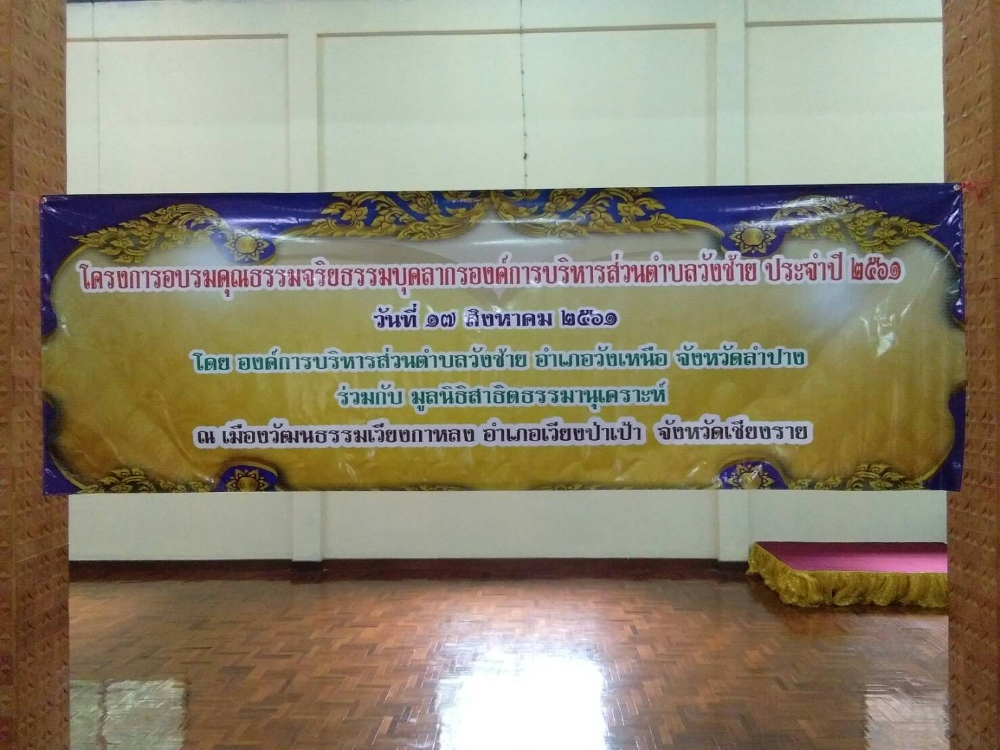 โครงการอบรมคุณธรรมจริยธรรมบุคลากรองค์การบริหารส่วนตำบลวังซ้าย ประจำปี ๒๕๖๑
วันที่ ๑๗ สิงหาคม ๒๕๖๑
โดย องค์การบริหารส่วนตำบลวังซ้าย อำเภอวังเหนือ จังหวัดลำปาง
ร่วมกับ มูลนิธิสาธิตธรรมานุเคราะห์
ณ เมืองวัฒนธรรมเวียงกาหลง อำเภอเวียงป่าเป้า จังหวัดเชียงราย